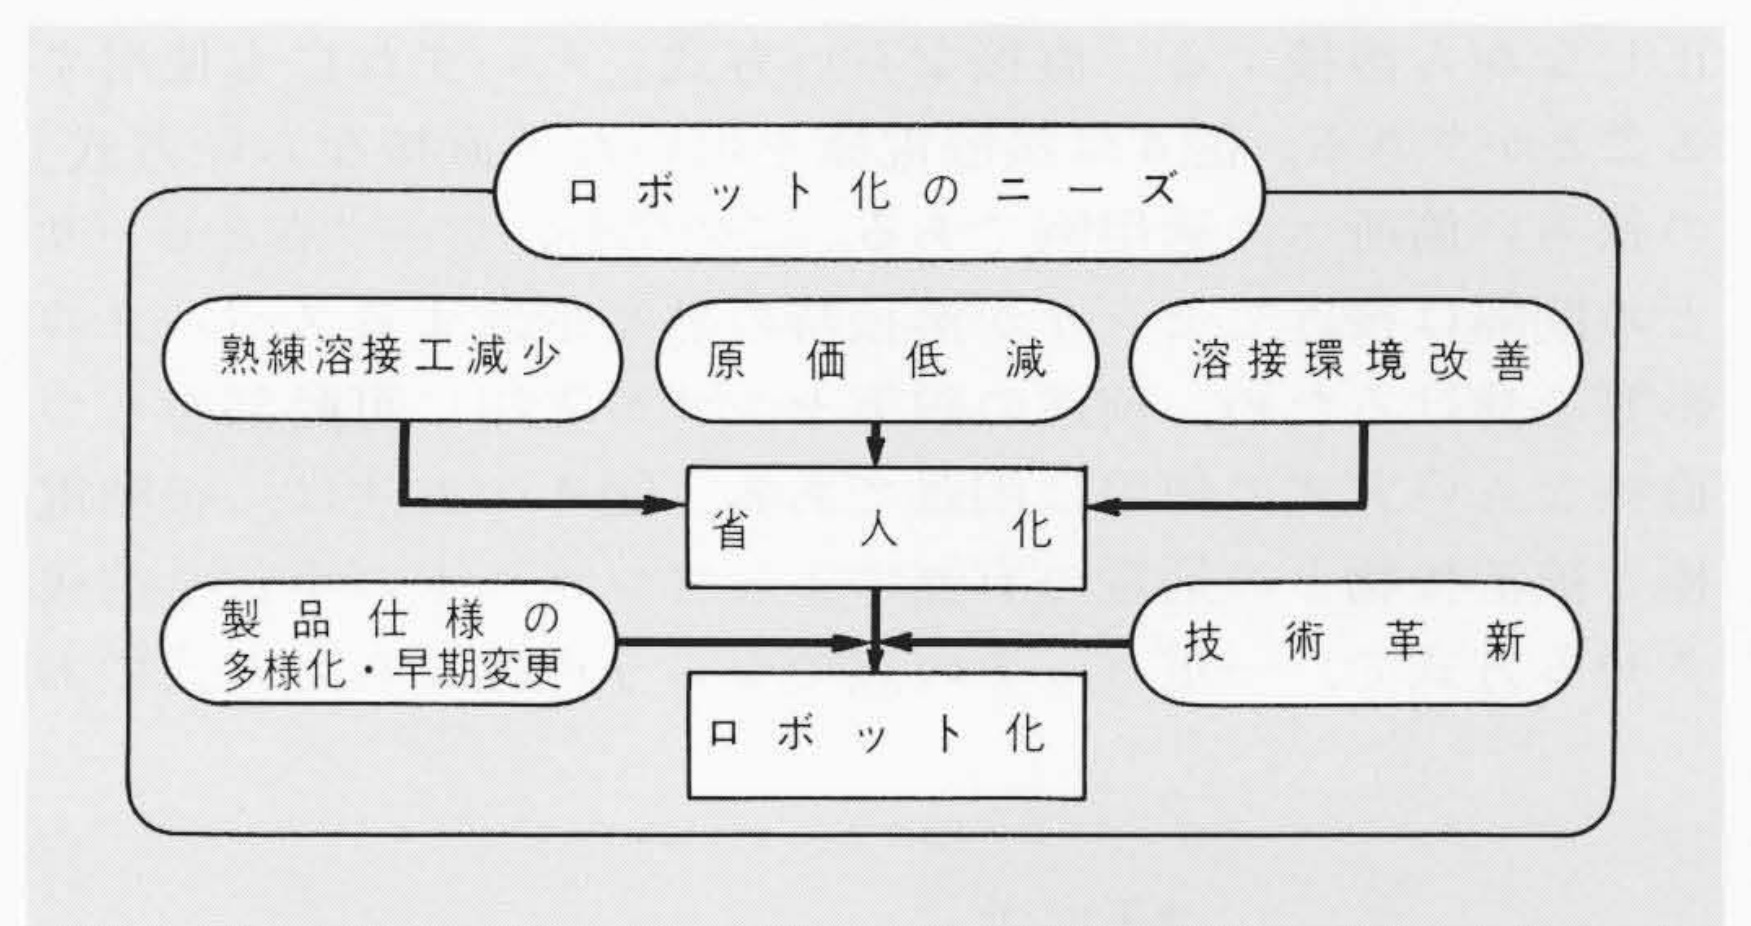 ロボット化のニーズ
熟練溶接工減少
原価低減
溶接環境改善
省人化
製品仕様の
多様化・早期変更
技術革新
ロボット化